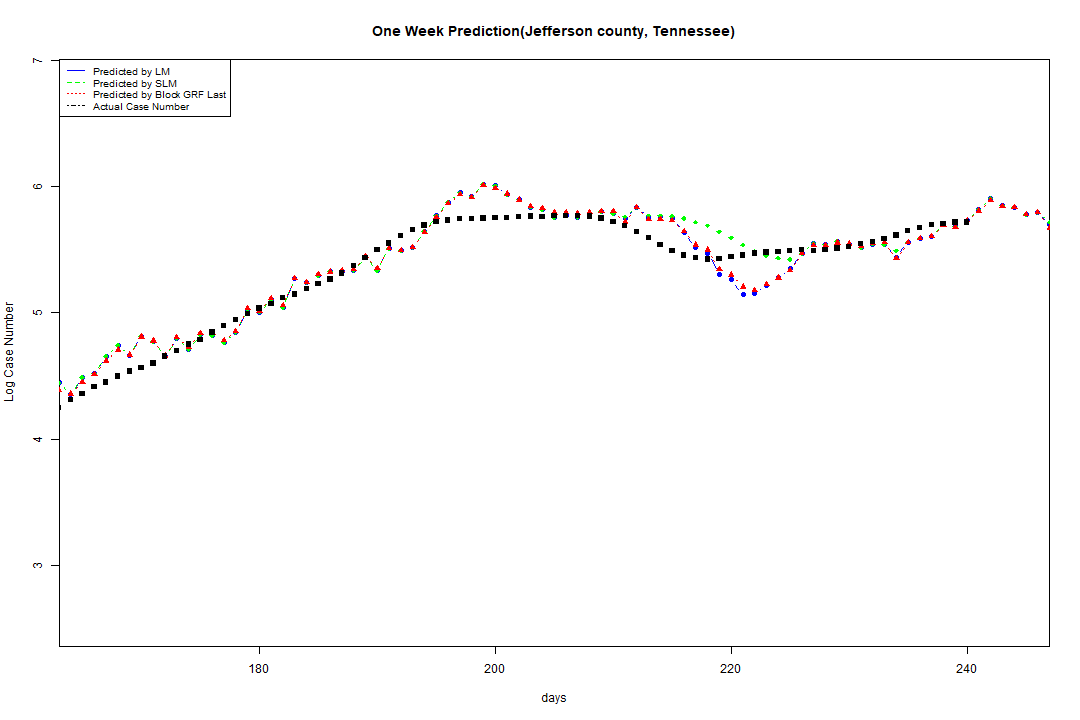 One Week Prediction(Jefferson county, Tennessee)
Predicted by LM
Predicted by SLM
Predicted by Block GRF Last
Actual Case Number
7
6
5
4
3
Log Case Number
180
200
220
240
days